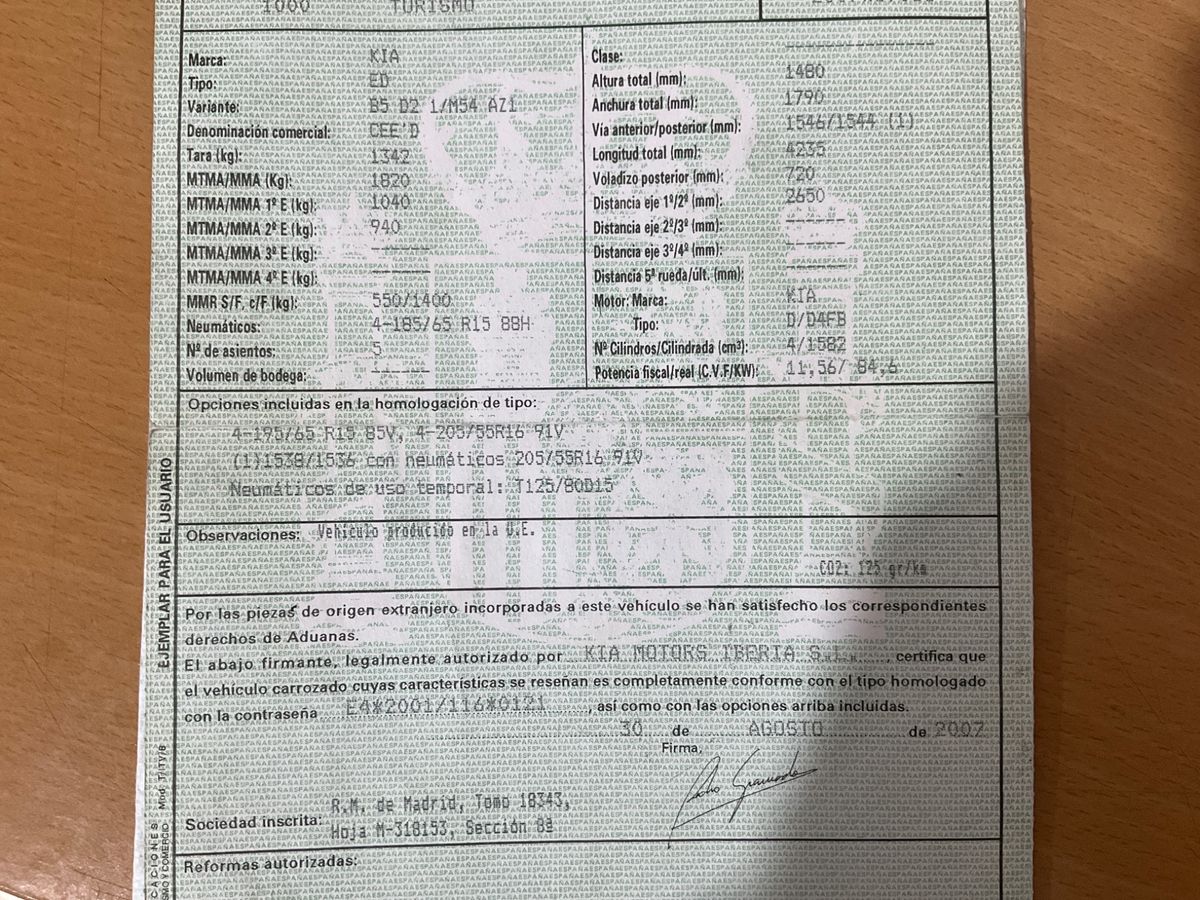 1000 TURISMO
Marca: KIA
Tipo: ED
Variante: B5 D2 1/M54 AZ1
Denominación comercial: CEE'D
Tara (kg): 1342
MTMA/MMA (Kg): 1820
MTMA/MMA 1º E (kg): 1040
MTMA/MMA 2º E (kg): 940
MTMA/MMA 3º E (kg): -------
MTMA/MMA 4º E (kg): -------
MMR S/F. c/F (kg): 550/1400
Neumáticos: 4-185/65 R15 88H
Nº de asientos: 5
Volumen de bodega: -------
Clase: ---------------
Altura total (mm): 1480
Anchura total (mm): 1790
Vía anterior/posterior (mm): 1546/1544 (1)
Longitud total (mm): 4235
Voladizo posterior (mm): 720
Distancia eje 1º/2º (mm): 2650
Distancia eje 2º/3º (mm): -------
Distancia eje 3º/4º (mm): -------
Distancia 5ª rueda/últ. (mm): -------
Motor: Marca: KIA
Tipo: D/D4FB
Nº Cilindros/Cilindrada (cm³): 4/1582
Potencia fiscal/real (C.V.F/KW): 11,56/ 84,6
Opciones incluidas en la homologación de tipo:
4-195/65 R15 85V, 4-205/55R16 91V
(1)1538/1536 con neumáticos 205/55R16 91V
Neumáticos de uso temporal: T125/80D15
Observaciones: Vehículo producido en la U.E.
CO2: 125 gr/Km
Por las piezas de origen extranjero incorporadas a este vehículo se han satisfecho los correspondientes
derechos de Aduanas.
El abajo firmante, legalmente autorizado por KIA MOTORS IBERIA S.L. , certifica que
el vehículo carrozado cuyas características se reseñan es completamente conforme con el tipo homologado
con la contraseña E4*2001/116*0121 , así como con las opciones arriba incluidas.
30 de AGOSTO de 2007
Firma,
Sociedad inscrita: R.M. de Madrid, Tomo 18343,
Hoja M-318153, Sección 8ª
Reformas autorizadas:
EJEMPLAR PARA EL USUARIO